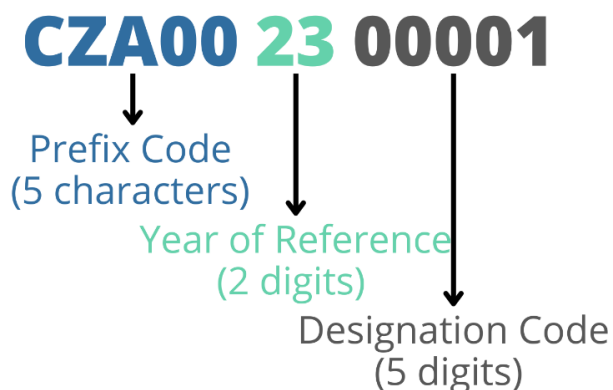 CZA00 23 00001
Prefix Code
(5 characters)
Year of Reference
(2 digits)
Designation Code
(5 digits)